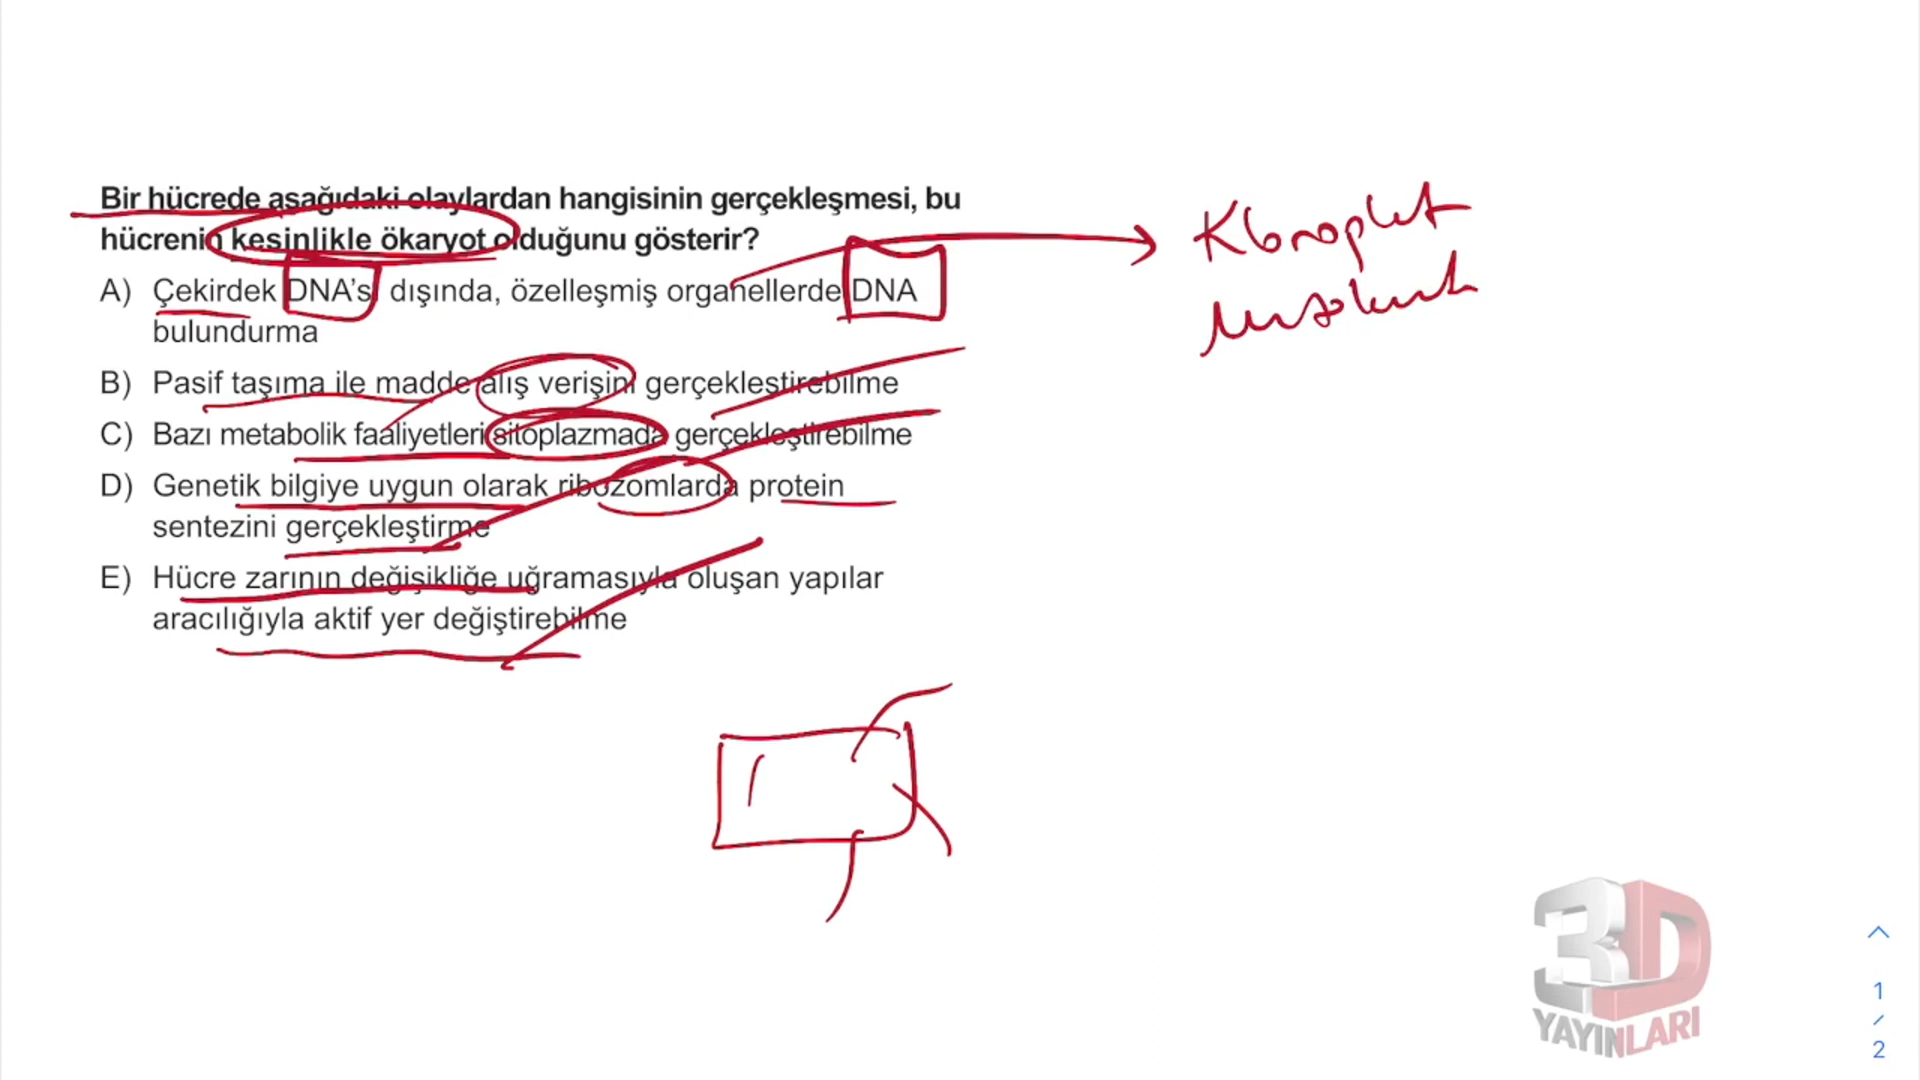 Bir hücrede aşağıdaki olaylardan hangisinin gerçekleşmesi, bu
hücrenin kesinlikle ökaryot olduğunu gösterir?
A) Çekirdek DNA's dışında, özelleşmiş organellerde DNA
bulundurma
B) Pasif taşıma ile madde alış verişini gerçekleştirebilme
C) Bazı metabolik faaliyetleri sitoplazmada gerçekleştirebilme
D) Genetik bilgiye uygun olarak ribozomlarda protein
sentezini gerçekleştirme
E) Hücre zarının değişikliğe uğramasıyla oluşan yapılar
aracılığıyla aktif yer değiştirebilme
3D
YAYINLARI
1
/
2